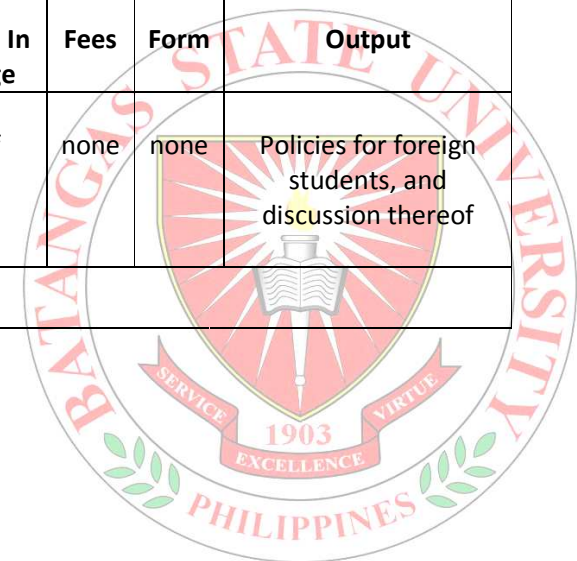 In Fees Form Output
ge
none none Policies for foreign
students, and
discussion thereof
BATANGAS STATE UNIVERSITY
SERVICE
VIRTUE
1903
EXCELLENCE
PHILIPPINES